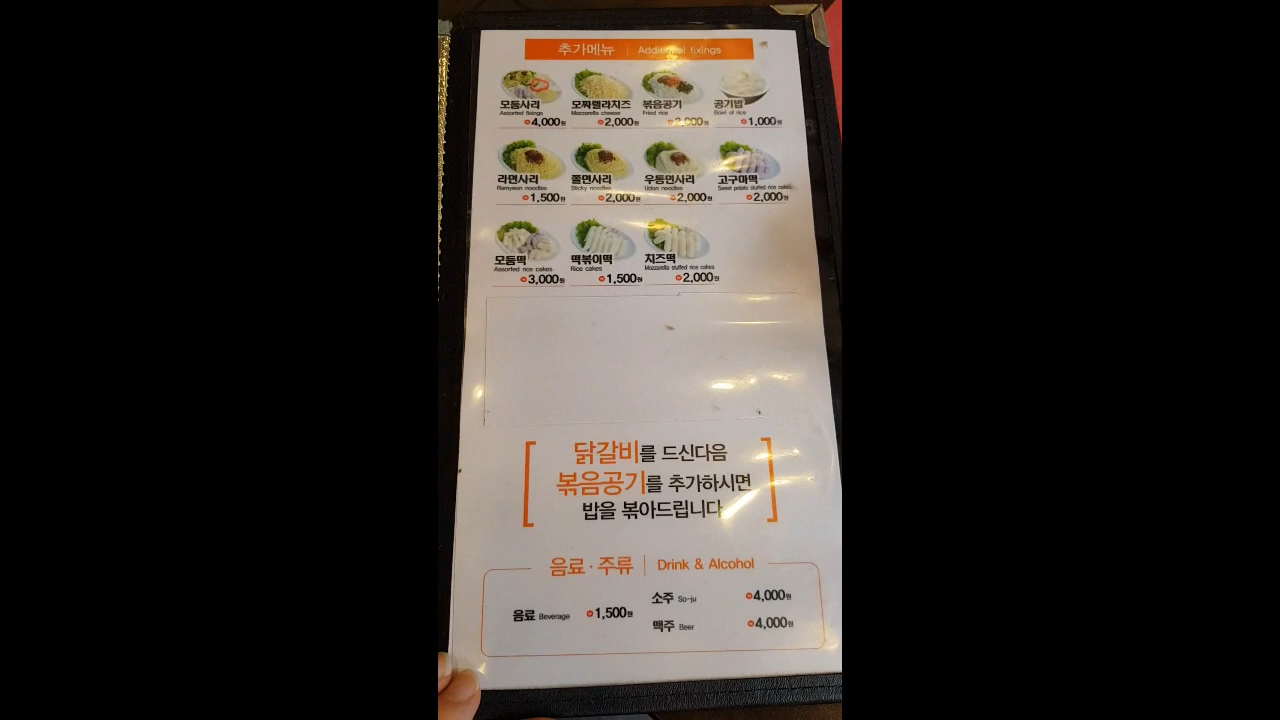 추가메뉴 Additional fixings
모둠사리 모짜렐라치즈 볶음공기 공기밥
Assorted fixings Mozzarella cheese Fried rice Bowl of rice
4,000원 2,000원 2,000원 1,000원
라면사리 쫄면사리 우동면사리 고구마떡
Ramyeon noodles Sticky noodles Udon noodles Sweet potato stuffed rice cakes
1,500원 2,000원 2,000원 2,000원
모둠떡 떡볶이떡 치즈떡
Assorted rice cakes Rice cakes Mozzarella stuffed rice cakes
3,000원 1,500원 2,000원
닭갈비를 드신다음
볶음공기를 추가하시면
밥을 볶아드립니다
음료·주류 Drink & Alcohol
음료 Beverage 1,500원
소주 So-ju 4,000원
맥주 Beer 4,000원